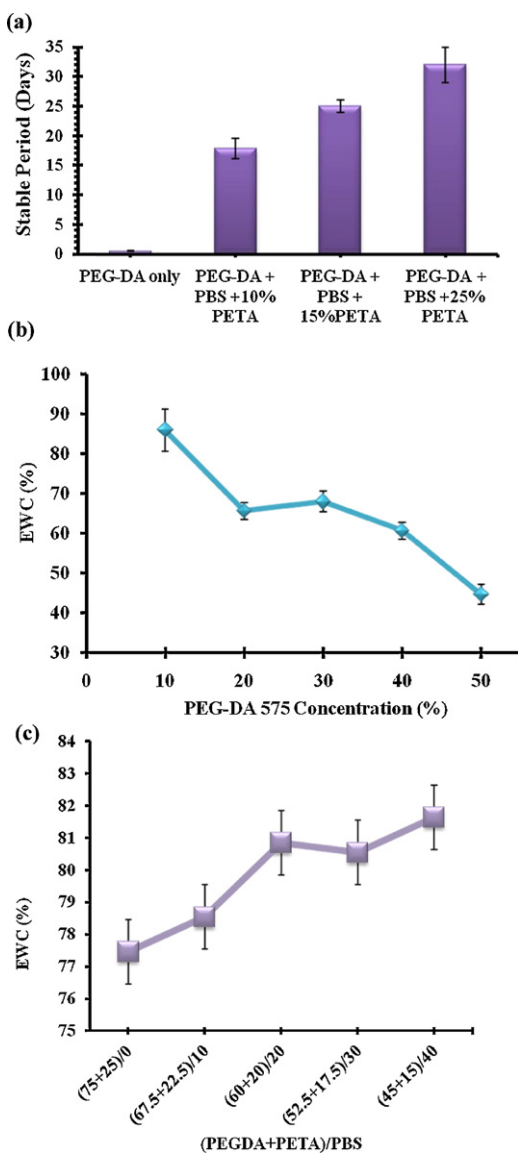 (a)
Stable Period (Days)
35
30
25
20
15
10
5
0
PEG-DA only
PEG-DA +
PBS +10%
PETA
PEG-DA +
PBS +
15%PETA
PEG-DA +
PBS +25%
PETA
(b)
EWC (%)
100
90
80
70
60
50
40
30
0
10
20
30
40
50
PEG-DA 575 Concentration (%)
(c)
EWC (%)
84
83
82
81
80
79
78
77
76
75
(75+25)/0
(67.5+22.5)/10
(60+20)/20
(52.5+17.5)/30
(45+15)/40
(PEGDA+PETA)/PBS